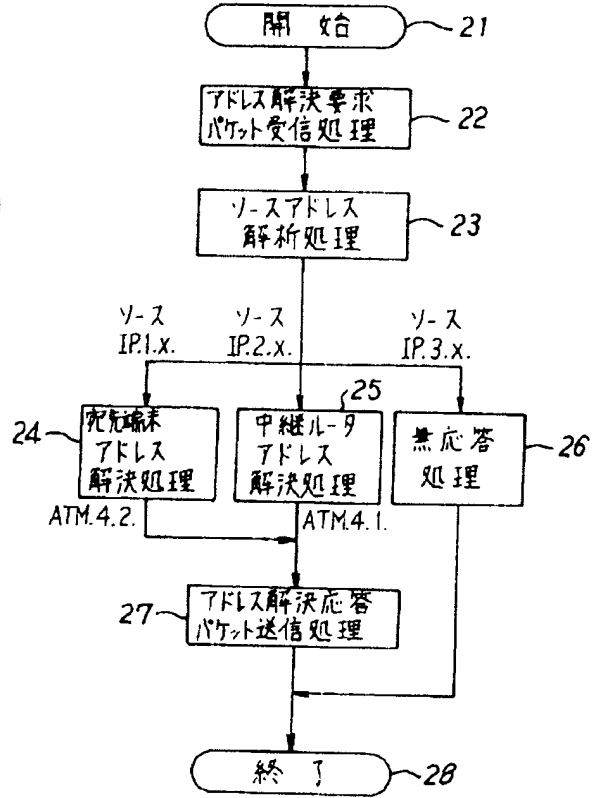 開始
21
アドレス解決要求
パケット受信処理
22
ソースアドレス
解析処理
23
ソース
IP.1.X.
ソース
IP.2.X.
ソース
IP.3.X.
24
宛先端末
アドレス
解決処理
25
中継ルータ
アドレス
解決処理
無応答
処理
26
ATM.4.2.
ATM.4.1.
27
アドレス解決応答
パケット送信処理
終了
28